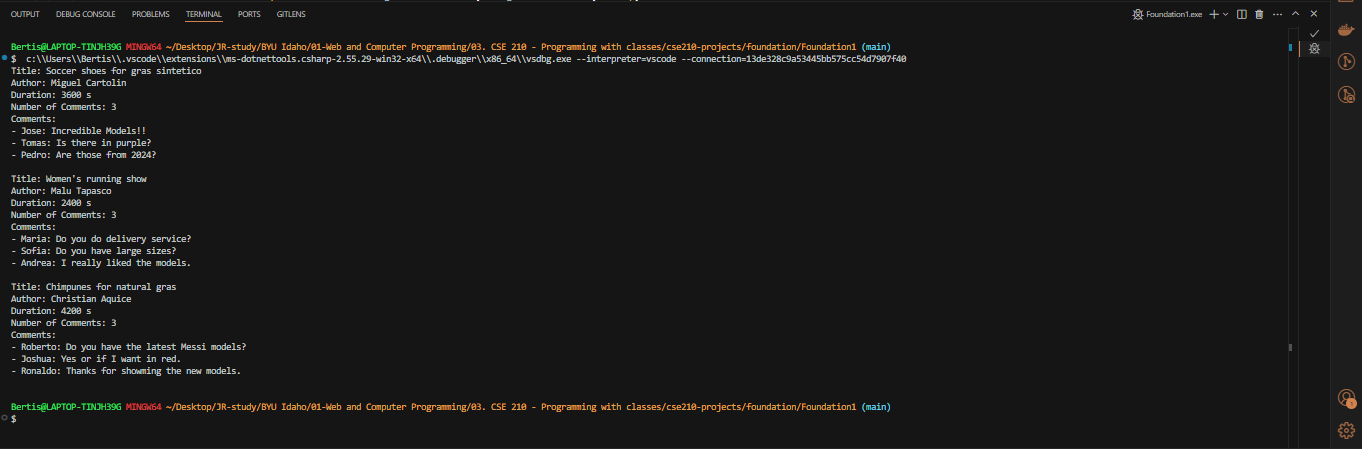 OUTPUT DEBUG CONSOLE PROBLEMS TERMINAL PORTS GITLENS Foundation1.exe
Bertis@LAPTOP-TINJH39G MINGW64 ~/Desktop/JR-study/BYU Idaho/01-Web and Computer Programming/03. CSE 210 - Programming with classes/cse210-projects/foundation/Foundation1 (main)
$ c:\\Users\\Bertis\\.vscode\\extensions\\ms-dotnettools.csharp-2.55.29-win32-x64\\.debugger\\x86_64\\vsdbg.exe --interpreter=vscode --connection=13de328c9a53445bb575cc54d7907f40
Title: Soccer shoes for gras sintetico
Author: Miguel Cartolin
Duration: 3600 s
Number of Comments: 3
Comments:
- Jose: Incredible Models!!
- Tomas: Is there in purple?
- Pedro: Are those from 2024?
Title: Women's running show
Author: Malu Tapasco
Duration: 2400 s
Number of Comments: 3
Comments:
- Maria: Do you do delivery service?
- Sofia: Do you have large sizes?
- Andrea: I really liked the models.
Title: Chimpunes for natural gras
Author: Christian Aquice
Duration: 4200 s
Number of Comments: 3
Comments:
- Roberto: Do you have the latest Messi models?
- Joshua: Yes or if I want in red.
- Ronaldo: Thanks for showming the new models.
Bertis@LAPTOP-TINJH39G MINGW64 ~/Desktop/JR-study/BYU Idaho/01-Web and Computer Programming/03. CSE 210 - Programming with classes/cse210-projects/foundation/Foundation1 (main)
$